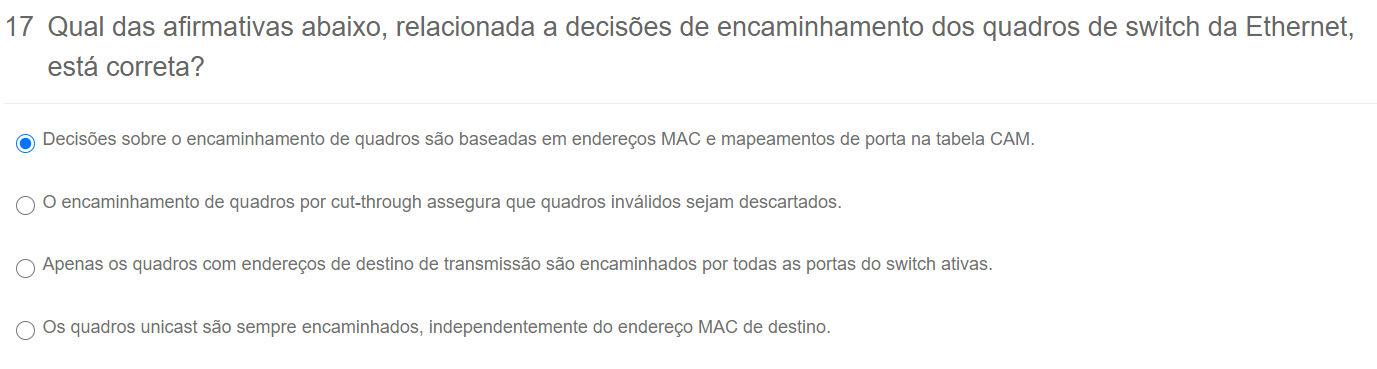 17 Qual das afirmativas abaixo, relacionada a decisões de encaminhamento dos quadros de switch da Ethernet,
está correta?
Decisões sobre o encaminhamento de quadros são baseadas em endereços MAC e mapeamentos de porta na tabela CAM.
O encaminhamento de quadros por cut-through assegura que quadros inválidos sejam descartados.
Apenas os quadros com endereços de destino de transmissão são encaminhados por todas as portas do switch ativas.
Os quadros unicast são sempre encaminhados, independentemente do endereço MAC de destino.